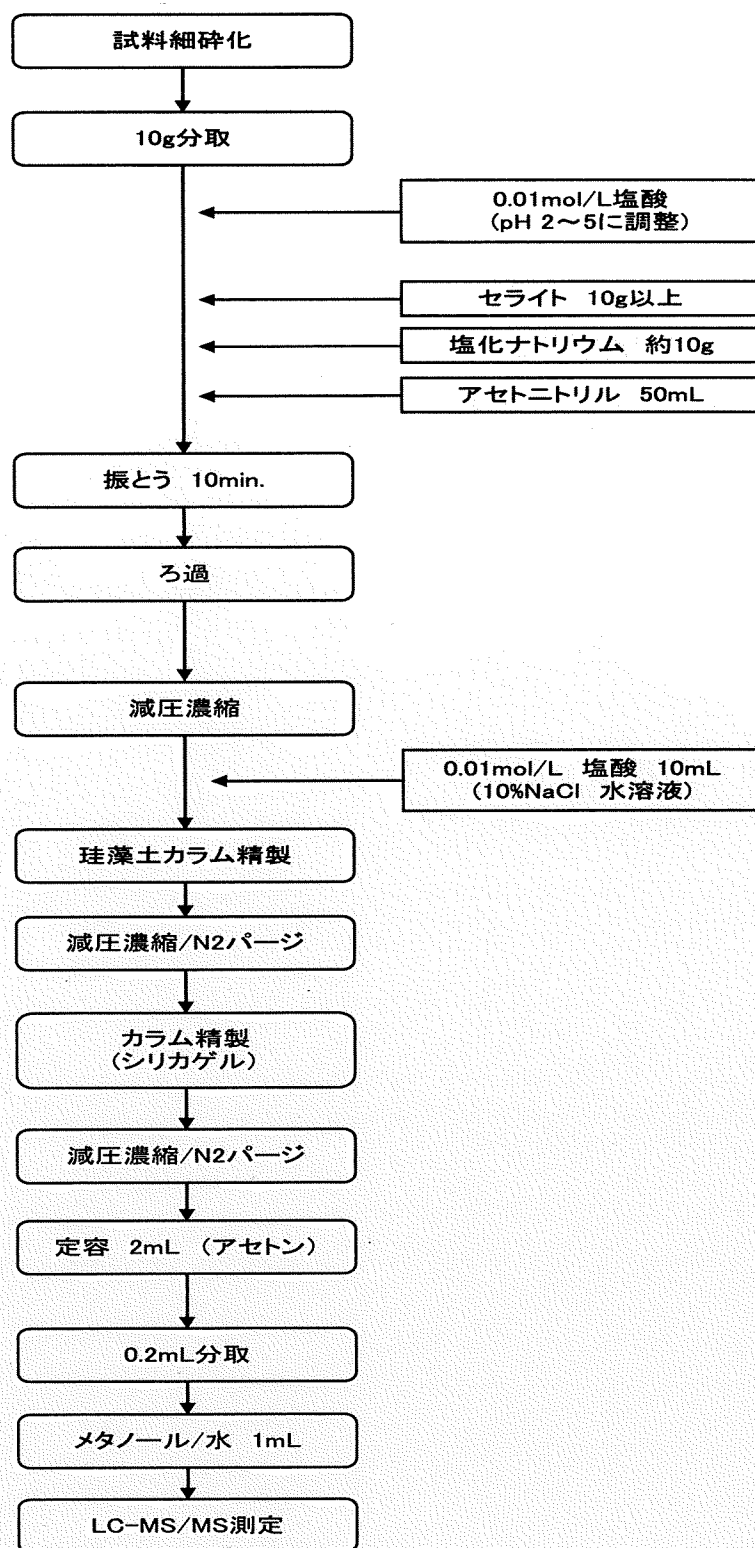 試料細砕化
10g分取
0.01mol/L塩酸
(pH 2～5に調整)
セライト 10g以上
塩化ナトリウム 約10g
アセトニトリル 50mL
振とう 10min.
ろ過
減圧濃縮
0.01mol/L 塩酸 10mL
(10%NaCl 水溶液)
珪藻土カラム精製
減圧濃縮/N2パージ
カラム精製
(シリカゲル)
減圧濃縮/N2パージ
定容 2mL (アセトン)
0.2mL分取
メタノール/水 1mL
LC-MS/MS測定